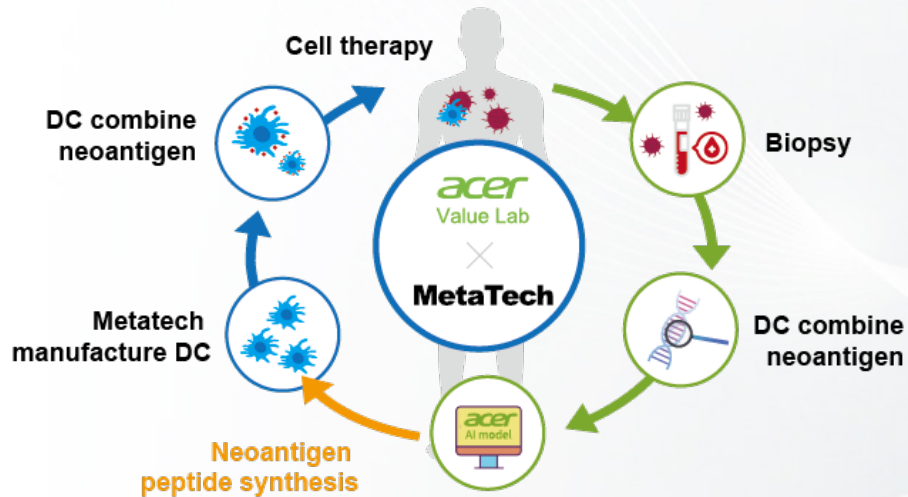 Cell therapy
DC combine
neoantigen
Biopsy
acer
Value Lab
×
MetaTech
Metatech
manufacture DC
DC combine
neoantigen
acer
AI model
Neoantigen
peptide synthesis